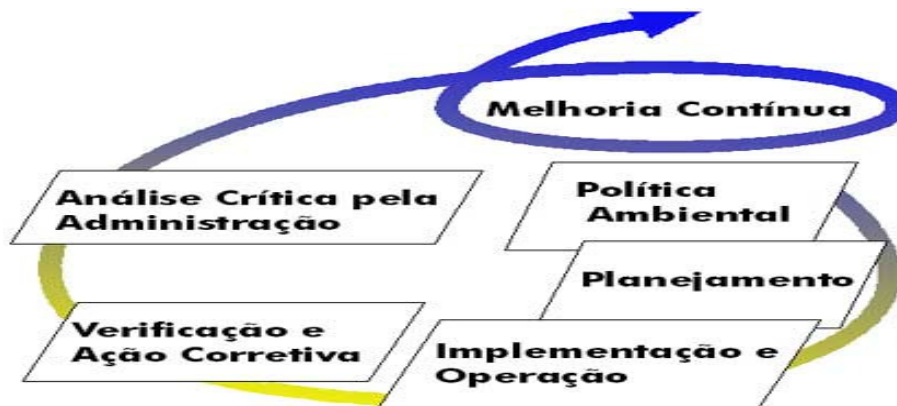 Melhoria Contínua
Análise Crítica pela
Administração
Política
Ambiental
Planejamento
Verificação e
Ação Corretiva
Implementação e
Operação